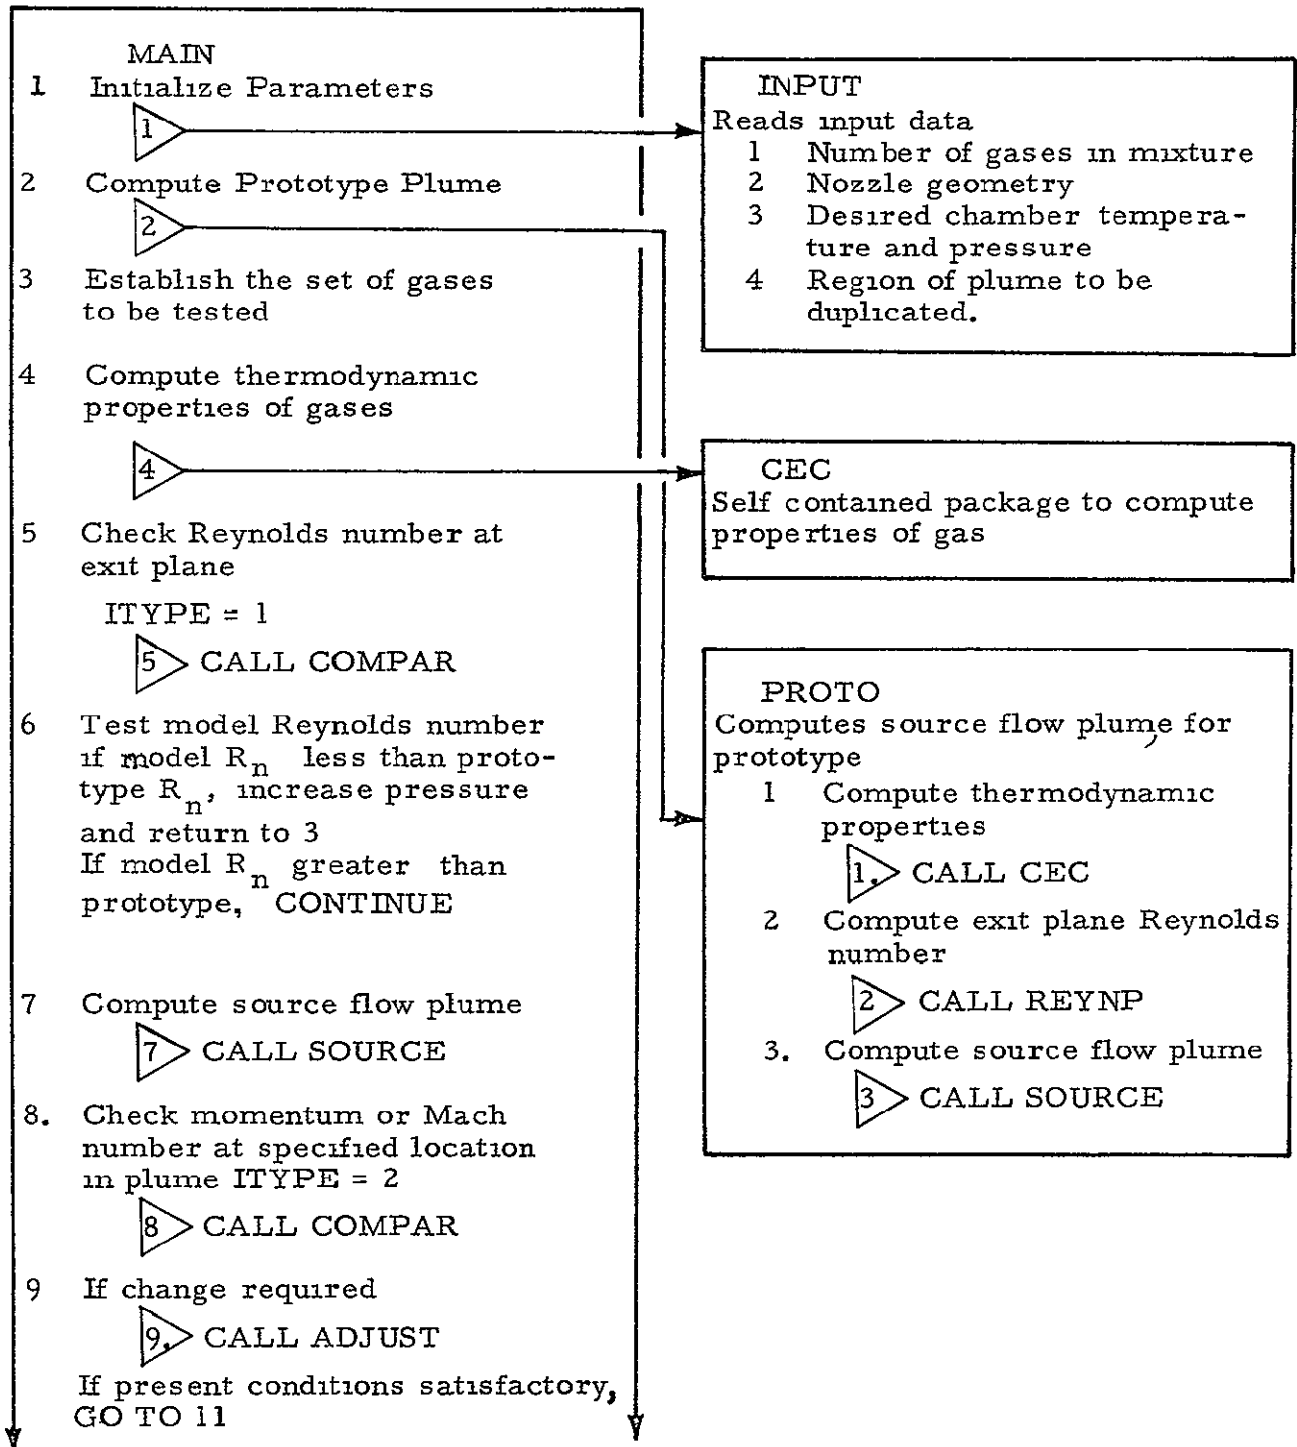 MAIN
1 Initialize Parameters
1
2 Compute Prototype Plume
2
3 Establish the set of gases
to be tested
4 Compute thermodynamic
properties of gases
4
5 Check Reynolds number at
exit plane
ITYPE = 1
5 CALL COMPAR
6 Test model Reynolds number
if model Rn less than proto-
type Rn, increase pressure
and return to 3
If model Rn greater than
prototype, CONTINUE
7 Compute source flow plume
7 CALL SOURCE
8. Check momentum or Mach
number at specified location
in plume ITYPE = 2
8 CALL COMPAR
9 If change required
9. CALL ADJUST
If present conditions satisfactory,
GO TO 11
INPUT
Reads input data
1 Number of gases in mixture
2 Nozzle geometry
3 Desired chamber tempera-
ture and pressure
4 Region of plume to be
duplicated.
CEC
Self contained package to compute
properties of gas
PROTO
Computes source flow plume for
prototype
1 Compute thermodynamic
properties
1. CALL CEC
2 Compute exit plane Reynolds
number
2 CALL REYNP
3. Compute source flow plume
3 CALL SOURCE